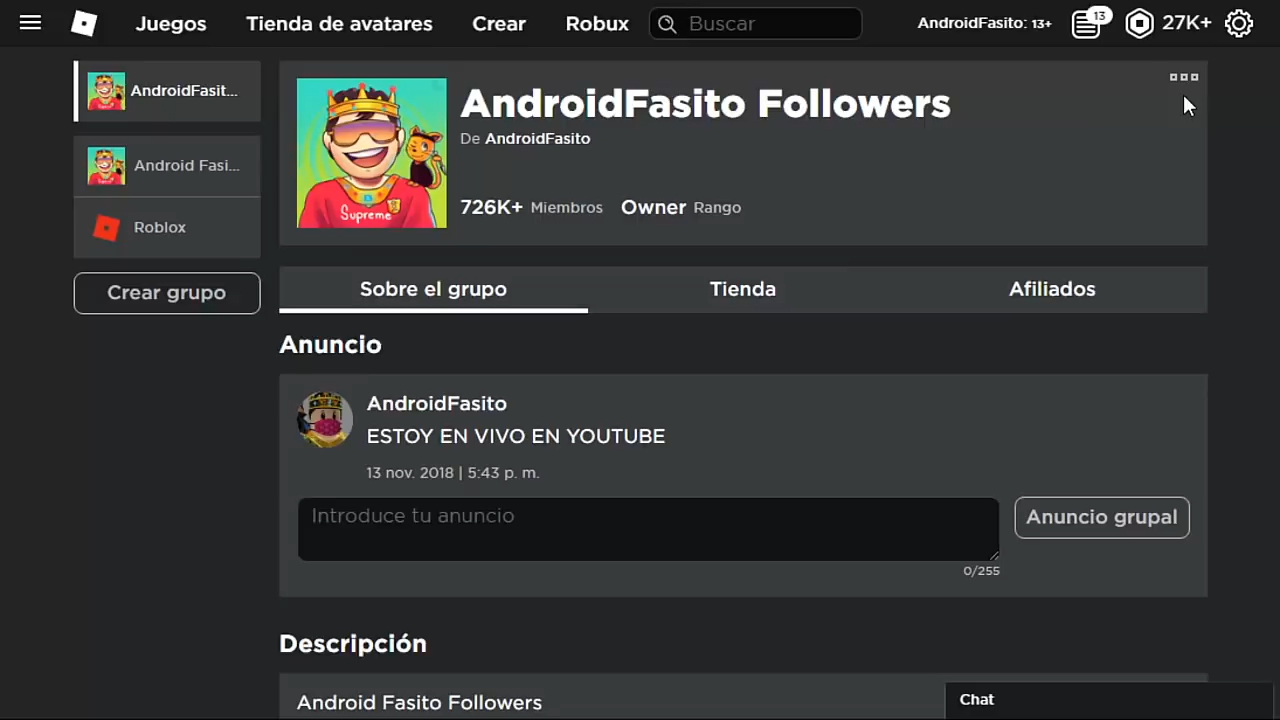 Juegos Tienda de avatares Crear Robux Buscar AndroidFasito: 13+ 13 27K+
AndroidFasit...
Android Fasi...
Roblox
Crear grupo
Supreme
AndroidFasito Followers
De AndroidFasito
726K+ Miembros Owner Rango
Sobre el grupo Tienda Afiliados
Anuncio
AndroidFasito
ESTOY EN VIVO EN YOUTUBE
13 nov. 2018 | 5:43 p. m.
Introduce tu anuncio
Anuncio grupal
0/255
Descripción
Android Fasito Followers
Chat